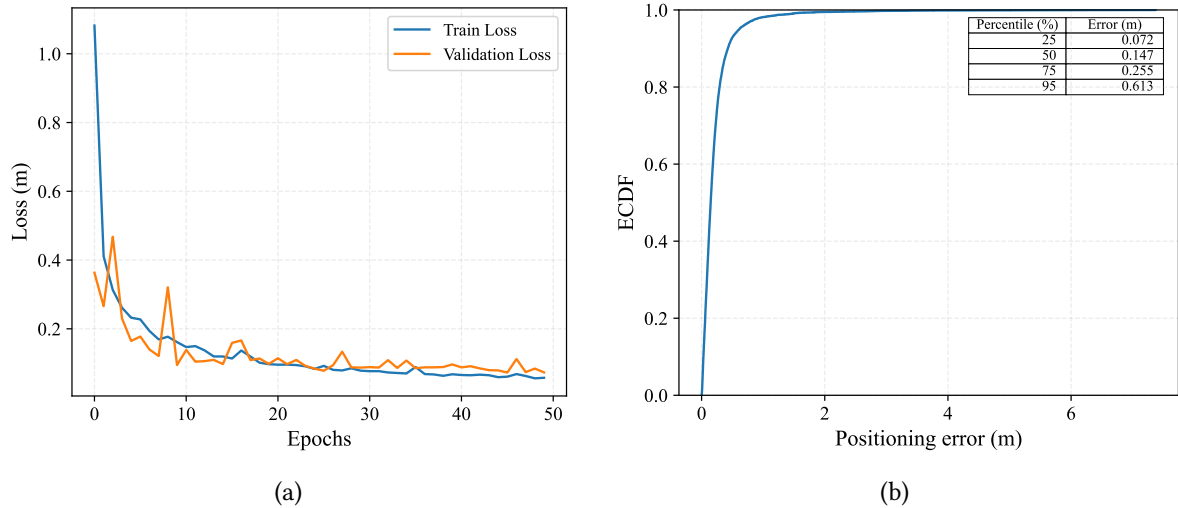 Train Loss
Validation Loss
1.0
0.8
0.6
0.4
0.2
Loss (m)
0 10 20 30 40 50
Epochs
(a)
Percentile (%) Error (m)
25 0.072
50 0.147
75 0.255
95 0.613
1.0
0.8
0.6
0.4
0.2
0.0
ECDF
0 2 4 6
Positioning error (m)
(b)